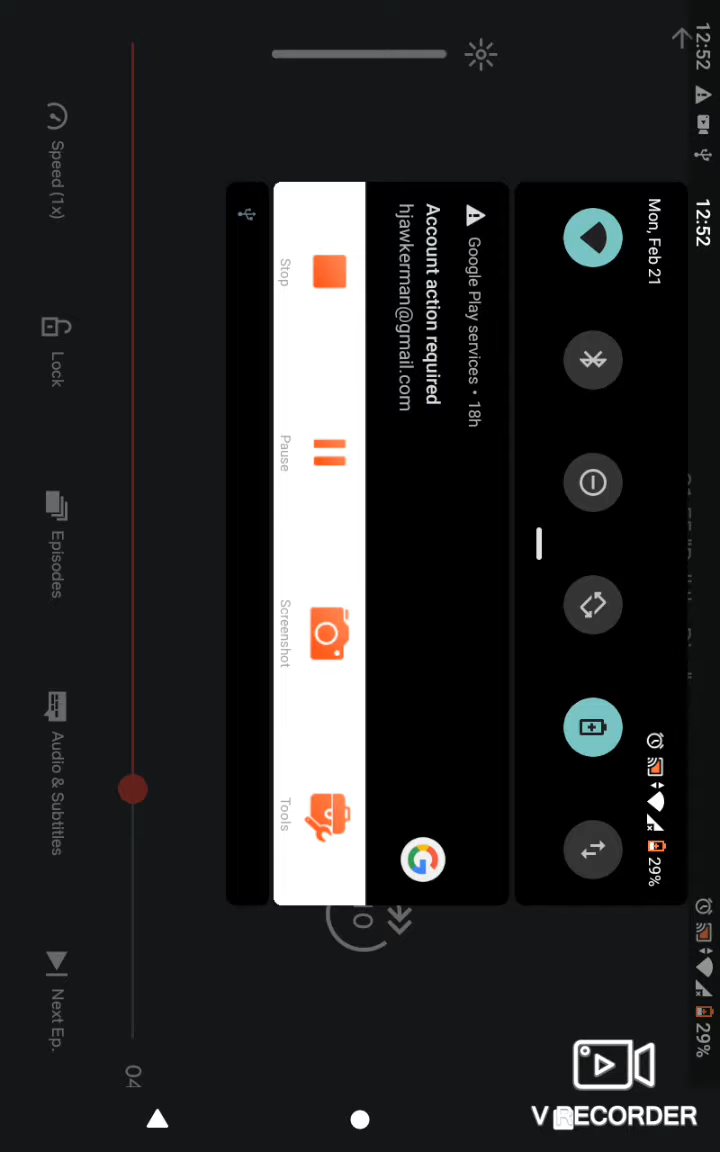 12:52
29%
12:52
Mon, Feb 21
29%
Google Play services • 18h
Account action required
hjawkerman@gmail.com
Stop
Pause
Screenshot
Tools
10
04
Speed (1x)
Lock
Episodes
Audio & Subtitles
Next Ep.
V RECORDER